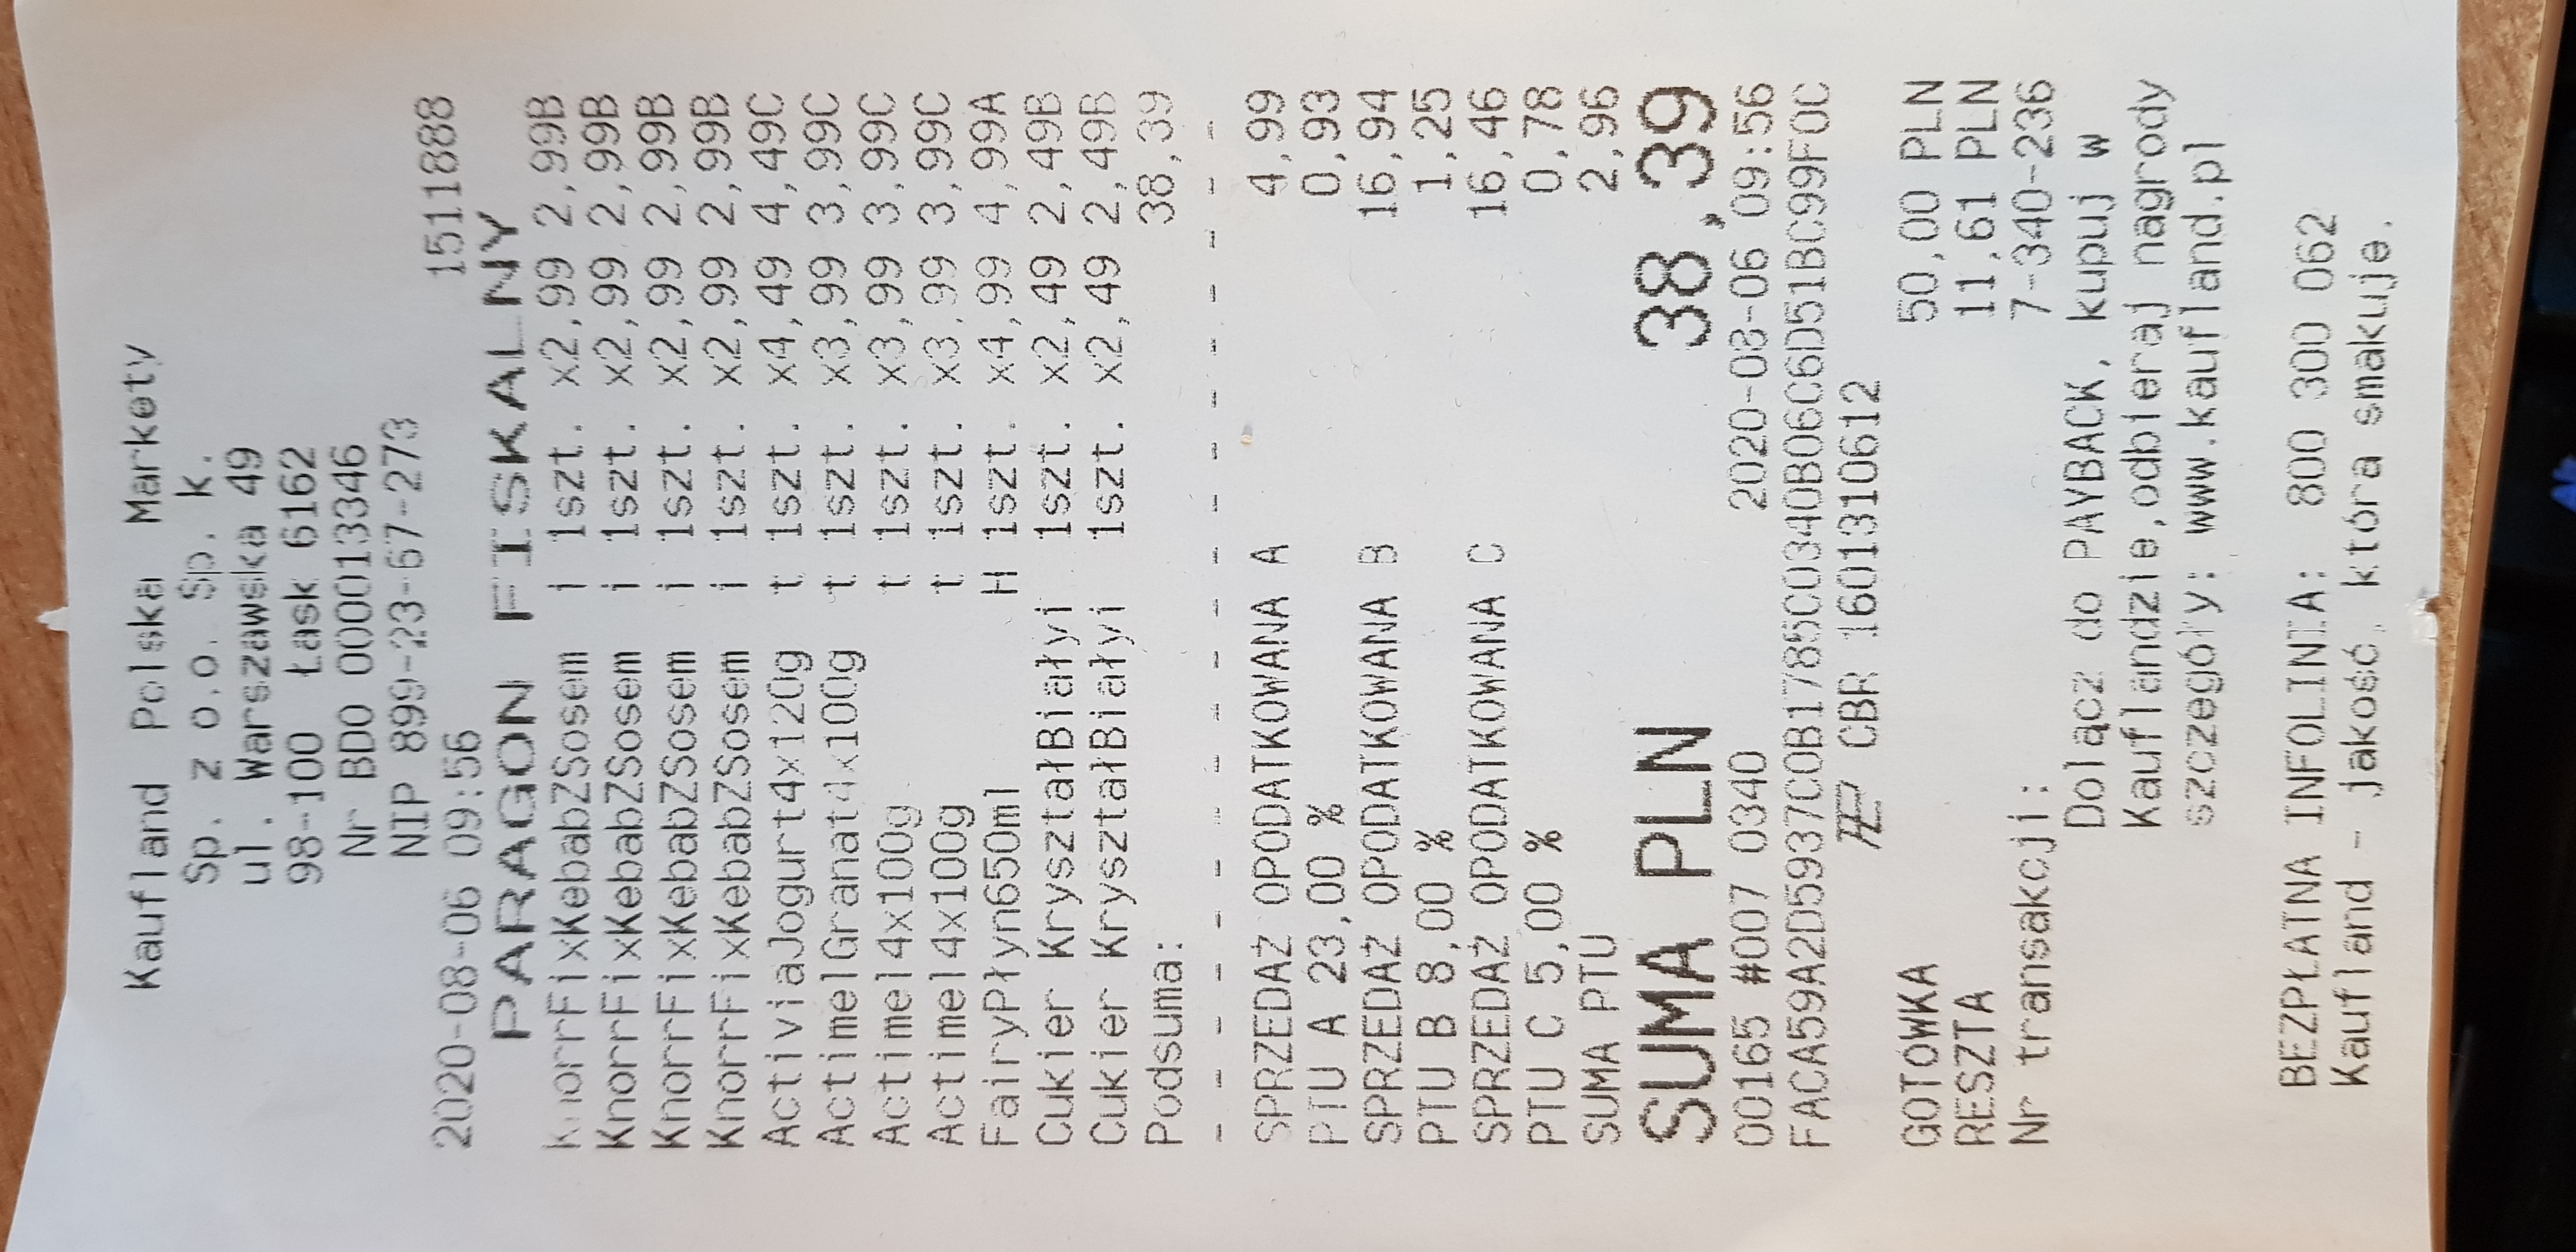 Kaufland Polska Markety
Sp. z o.o. Sp. k.
ul. Warszawska 49
98-100 Łask 6162
Nr BDO 000013346
NIP 899-23-67-273
2020-08-06 09:56 1511888
PARAGON FISKALNY
KnorrFixKebabZSosem i 1szt. x2,99 2,99B
KnorrFixKebabZSosem i 1szt. x2,99 2,99B
KnorrFixKebabZSosem i 1szt. x2,99 2,99B
KnorrFixKebabZSosem i 1szt. x2,99 2,99B
ActiviaJogurt4x120g t 1szt. x4,49 4,49C
ActimelGranat4x100g t 1szt. x3,99 3,99C
Actimel4x100g t 1szt. x3,99 3,99C
Actimel4x100g t 1szt. x3,99 3,99C
FairyPłyn650ml H 1szt. x4,99 4,99A
Cukier KryształBiałyi 1szt. x2,49 2,49B
Cukier KryształBiałyi 1szt. x2,49 2,49B
Podsuma: 38,39
- - - - - - - - - - - - - - - - - - - -
SPRZEDAŻ OPODATKOWANA A 4,99
PTU A 23,00 % 0,93
SPRZEDAŻ OPODATKOWANA B 16,94
PTU B 8,00 % 1,25
SPRZEDAŻ OPODATKOWANA C 16,46
PTU C 5,00 % 0,78
SUMA PTU 2,96
SUMA PLN 38,39
00165 #007 0340 2020-08-06 09:56
FACA59A2D5937C0B1785C0340B06C6D51BC99F0C
CBR 1601310612
GOTÓWKA 50,00 PLN
RESZTA 11,61 PLN
Nr transakcji: 7-340-236
Dołącz do PAYBACK, kupuj w
Kauflandzie,odbieraj nagrody
szczegóły: www.kaufland.pl
BEZPŁATNA INFOLINIA: 800 300 062
Kaufland - jakość, która smakuje.